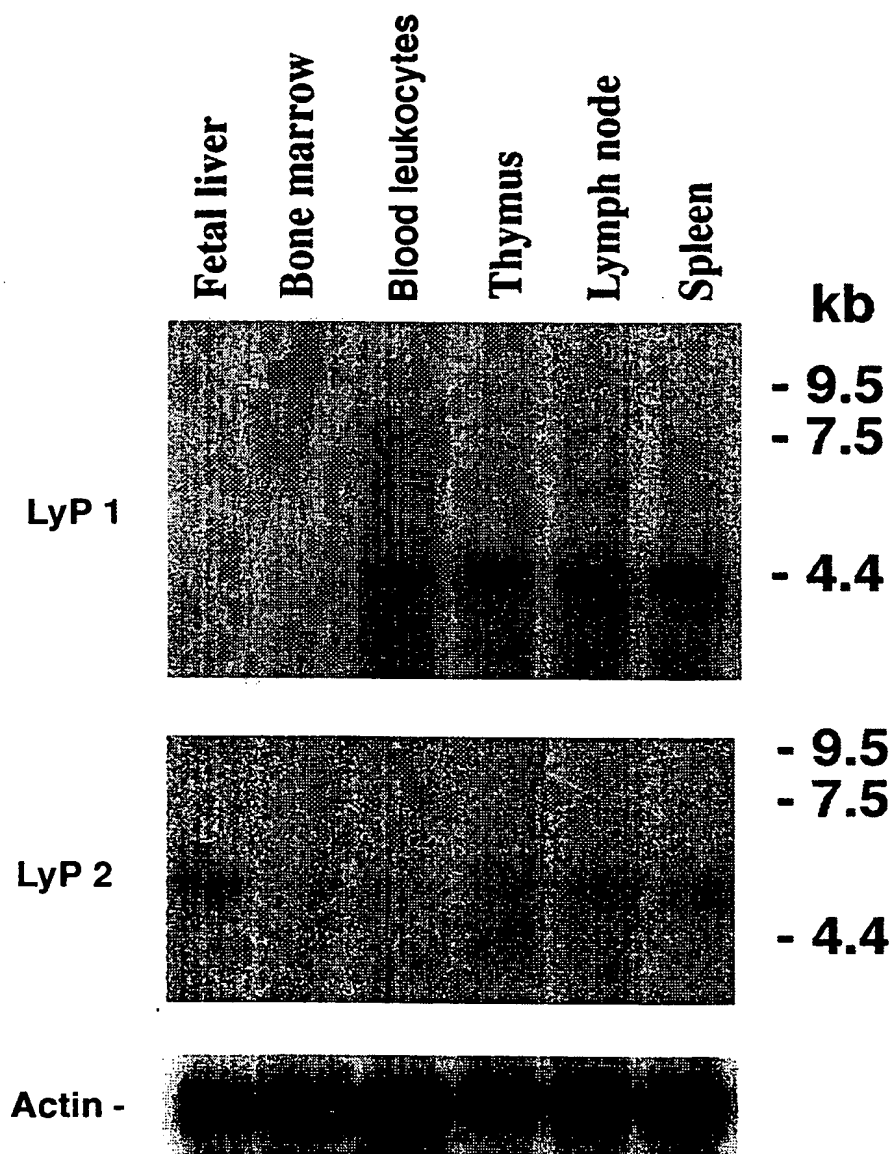 Fetal liver
Bone marrow
Blood leukocytes
Thymus
Lymph node
Spleen
kb
- 9.5
- 7.5
LyP 1
- 4.4
- 9.5
- 7.5
LyP 2
- 4.4
Actin -